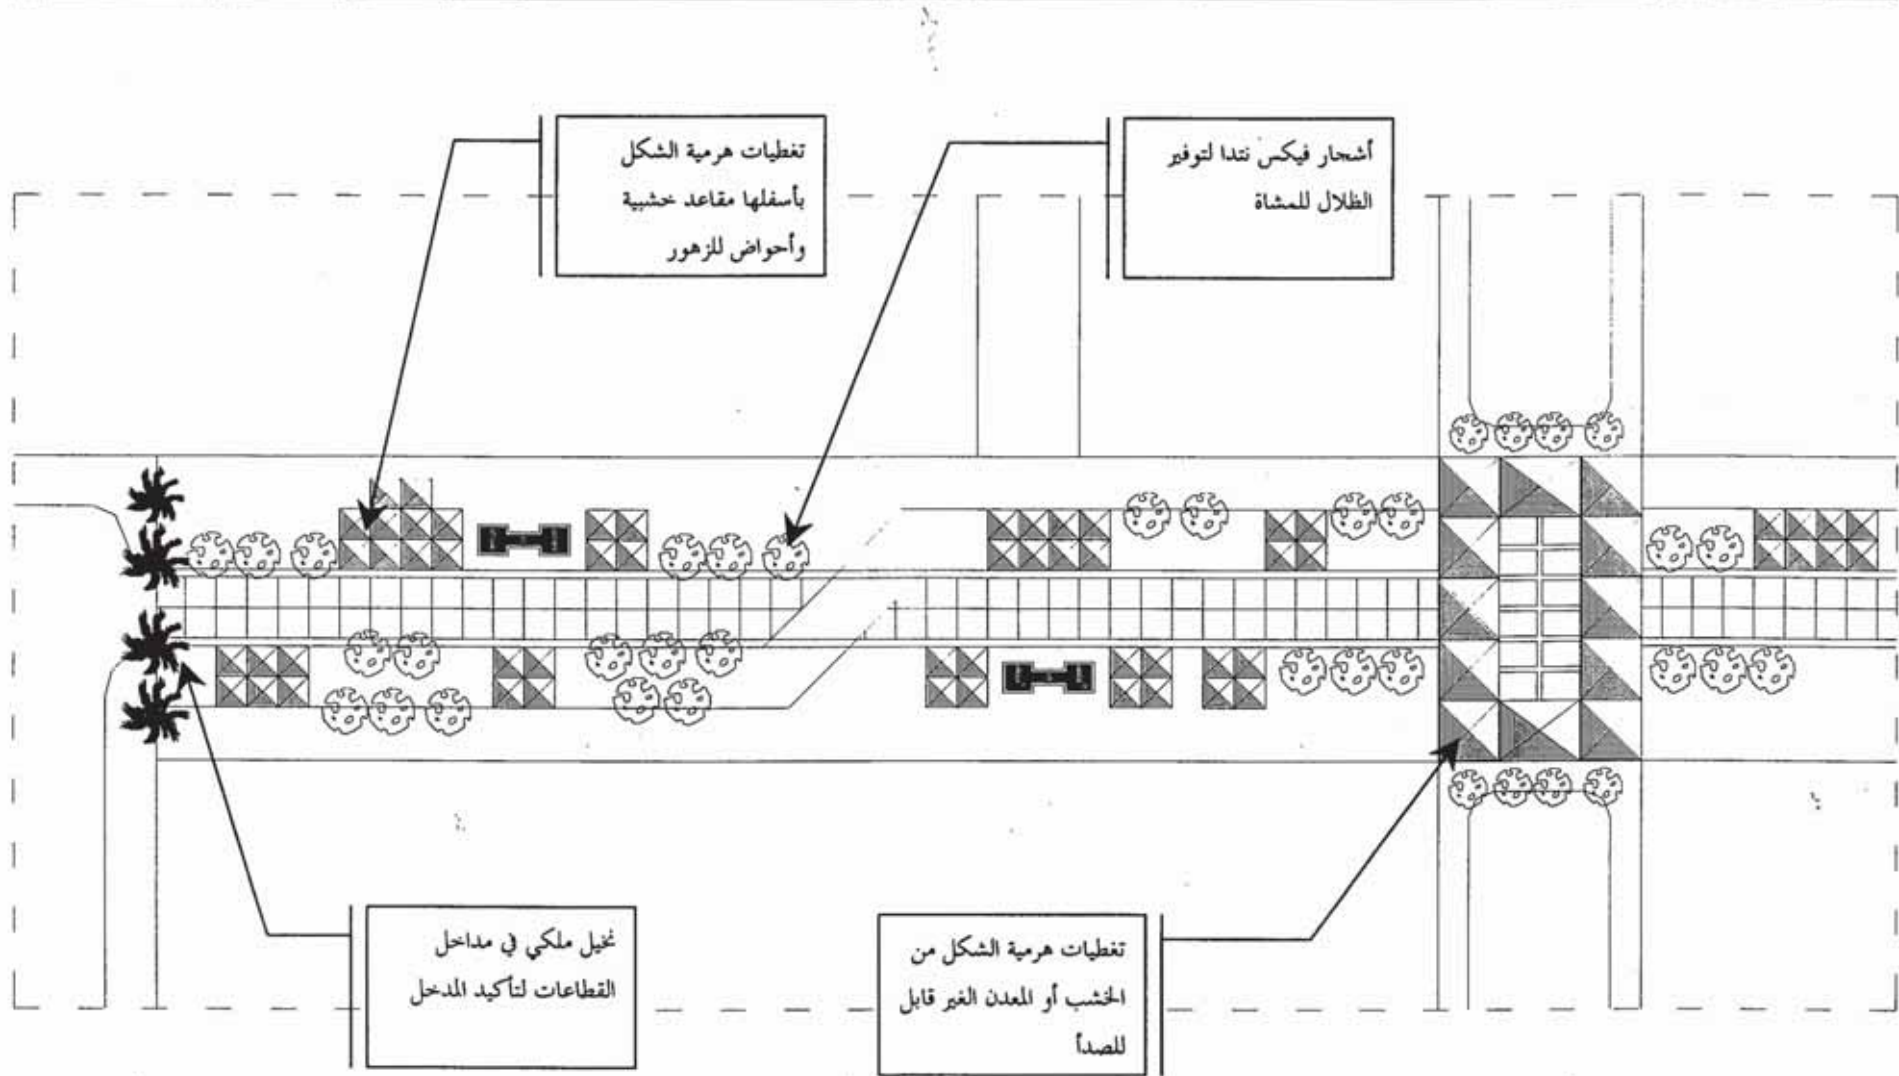 أشجار فيكس نتدا لتوفير
الظلال للمشاة
تغطيات هرمية الشكل
بأسفلها مقاعد خشبية
وأحواض للزهور
تغطيات هرمية الشكل من
الخشب أو المعدن الغير قابل
للصدأ
نخيل ملكي في مداخل
القطاعات لتأكيد المدخل